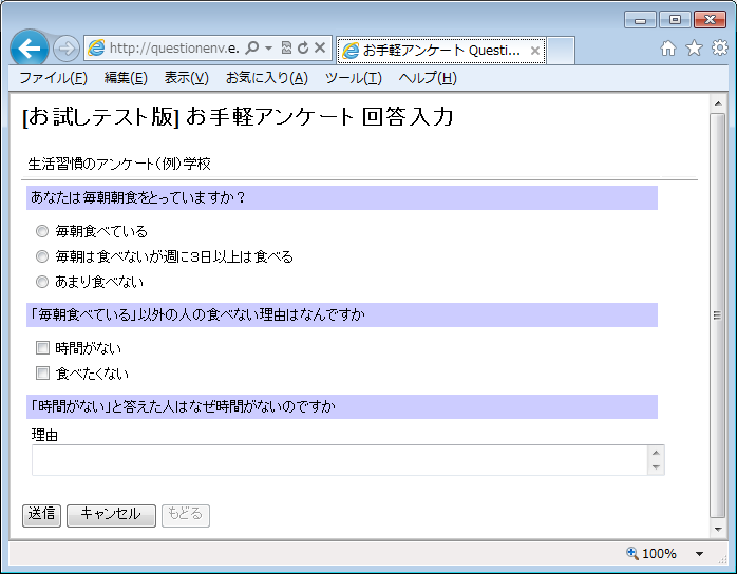 http://questionenv.e.
お手軽アンケート Questi...
ファイル(F) 編集(E) 表示(V) お気に入り(A) ツール(T) ヘルプ(H)
[お試しテスト版] お手軽アンケート 回答入力
生活習慣のアンケート(例)学校
あなたは毎朝朝食をとっていますか？
毎朝食べている
毎朝は食べないが週に3日以上は食べる
あまり食べない
「毎朝食べている」以外の人の食べない理由はなんですか
時間がない
食べたくない
「時間がない」と答えた人はなぜ時間がないのですか
理由
送信 キャンセル もどる
100%